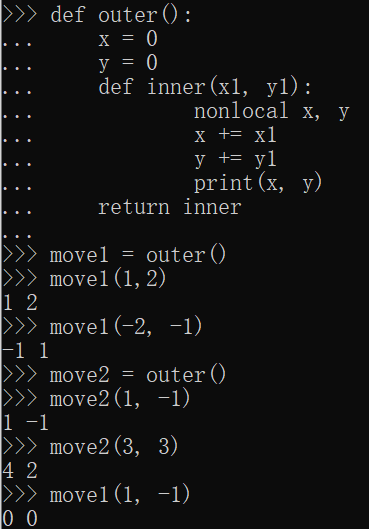 >>> def outer():
...     x = 0
...     y = 0
...     def inner(x1, y1):
...             nonlocal x, y
...             x += x1
...             y += y1
...             print(x, y)
...     return inner
...
>>> move1 = outer()
>>> move1(1,2)
1 2
>>> move1(-2, -1)
-1 1
>>> move2 = outer()
>>> move2(1, -1)
1 -1
>>> move2(3, 3)
4 2
>>> move1(1, -1)
0 0